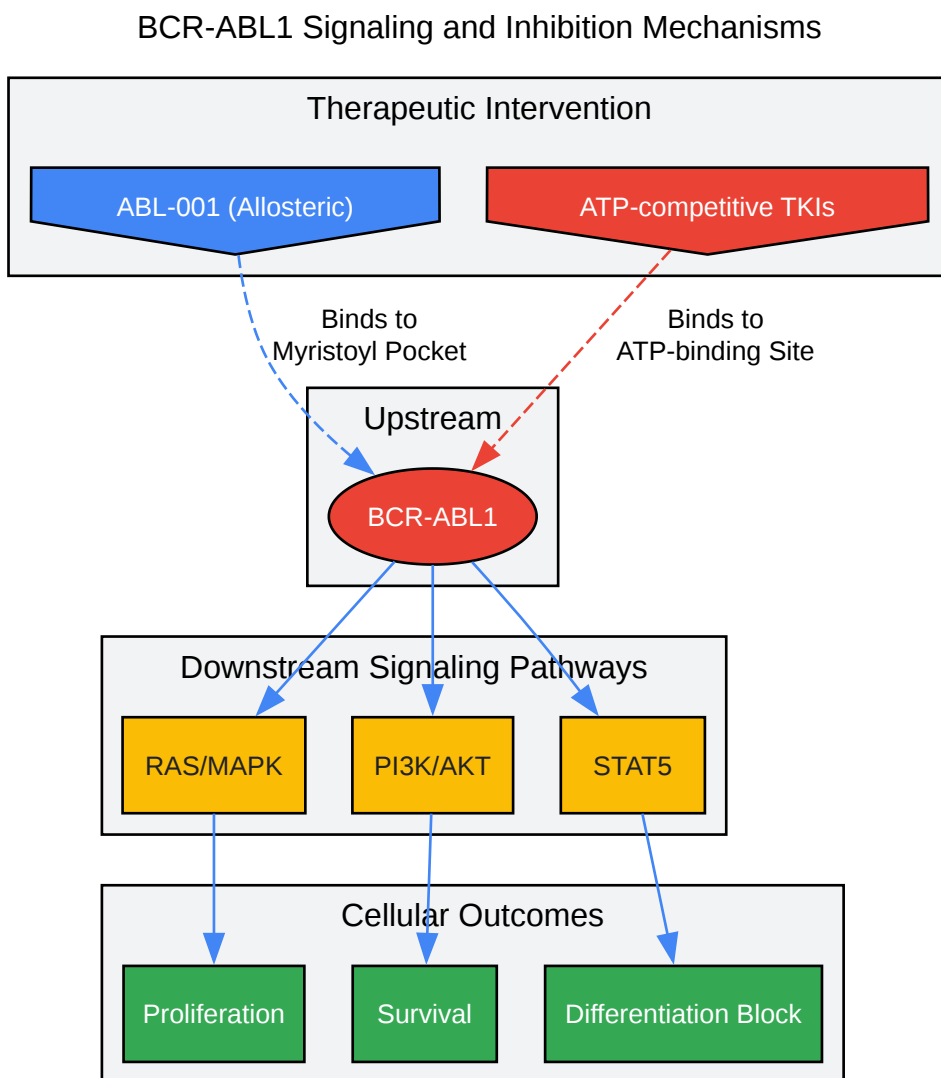 BCR-ABL1 Signaling and Inhibition Mechanisms
Therapeutic Intervention
ABL-001 (Allosteric)
ATP-competitive TKIs
Binds to
Myristoyl Pocket
Binds to
ATP-binding Site
Upstream
BCR-ABL1
Downstream Signaling Pathways
RAS/MAPK
PI3K/AKT
STAT5
Cellular Outcomes
Proliferation
Survival
Differentiation Block